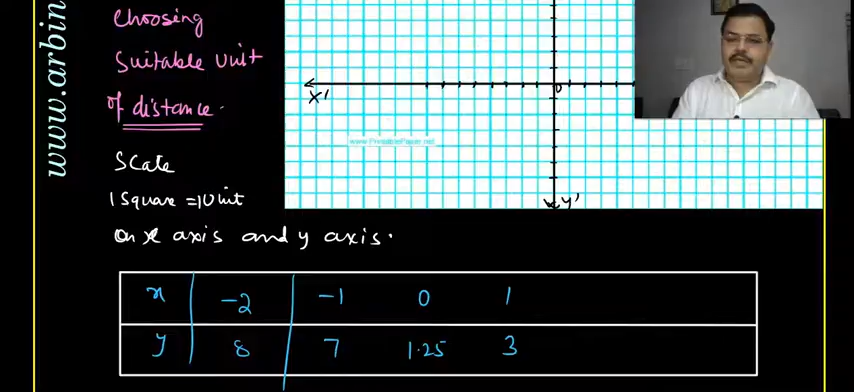 www.arbin
Choosing
Suitable Unit
of distance.
Scale
1 Square = 1 Unit
on x axis and y axis.
X'
0
www.PrintablePaper.net
Y'
x -2 -1 0 1
y 8 7 1.25 3